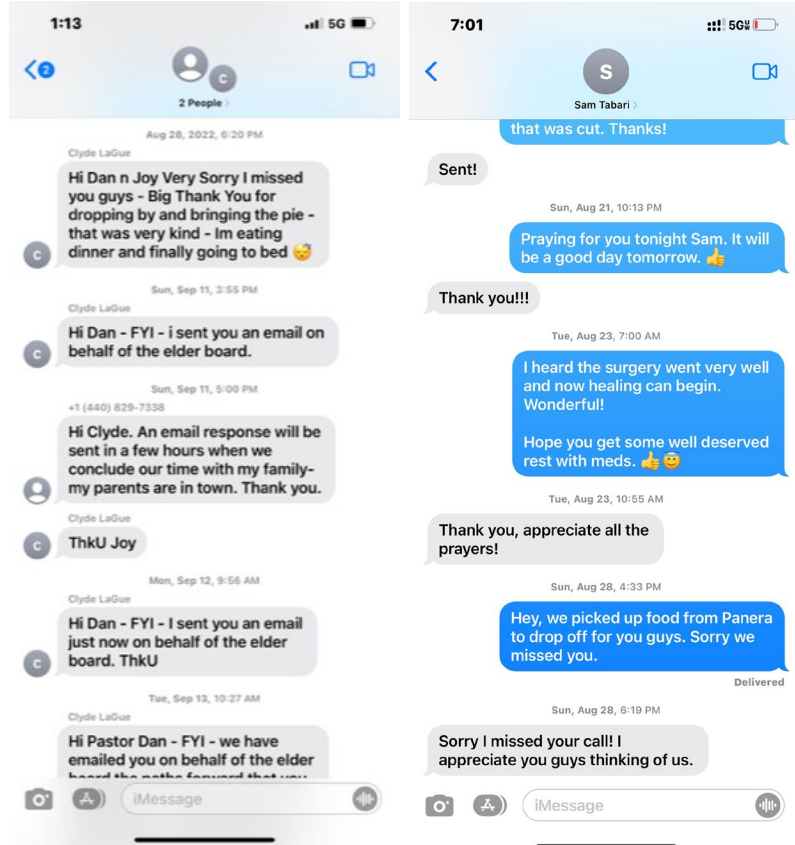 1:13
5G
2
C
2 People
Aug 28, 2022, 6:20 PM
Clyde LaGue
Hi Dan n Joy Very Sorry I missed
you guys - Big Thank You for
dropping by and bringing the pie -
that was very kind - Im eating
dinner and finally going to bed 😴
C
Sun, Sep 11, 3:55 PM
Clyde LaGue
Hi Dan - FYI - i sent you an email on
behalf of the elder board.
C
Sun, Sep 11, 5:00 PM
+1 (440) 829-7338
Hi Clyde. An email response will be
sent in a few hours when we
conclude our time with my family-
my parents are in town. Thank you.
Clyde LaGue
ThkU Joy
C
Mon, Sep 12, 9:56 AM
Clyde LaGue
Hi Dan - FYI - I sent you an email
just now on behalf of the elder
board. ThkU
C
Tue, Sep 13, 10:27 AM
Clyde LaGue
Hi Pastor Dan - FYI - we have
emailed you on behalf of the elder
board the paths forward that you
iMessage
7:01
5G
S
Sam Tabari
that was cut. Thanks!
Sent!
Sun, Aug 21, 10:13 PM
Praying for you tonight Sam. It will
be a good day tomorrow. 👍
Thank you!!!
Tue, Aug 23, 7:00 AM
I heard the surgery went very well
and now healing can begin.
Wonderful!
Hope you get some well deserved
rest with meds. 👍😇
Tue, Aug 23, 10:55 AM
Thank you, appreciate all the
prayers!
Sun, Aug 28, 4:33 PM
Hey, we picked up food from Panera
to drop off for you guys. Sorry we
missed you.
Delivered
Sun, Aug 28, 6:19 PM
Sorry I missed your call! I
appreciate you guys thinking of us.
iMessage